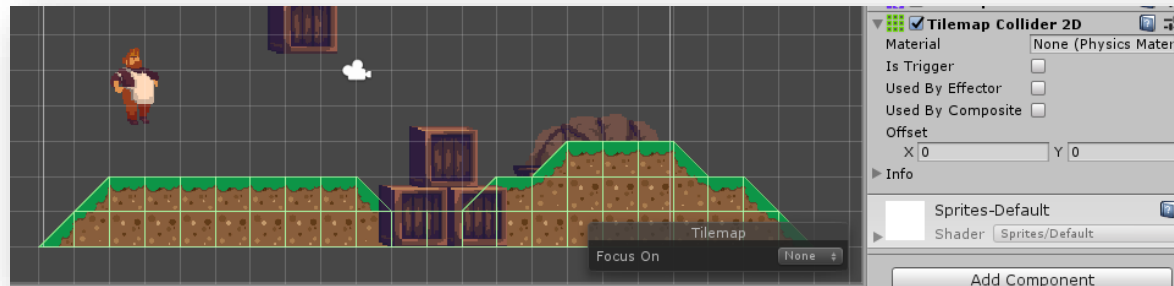 Tilemap Collider 2D
Material None (Physics Mater
Is Trigger
Used By Effector
Used By Composite
Offset
X 0 Y 0
Info
Sprites-Default
Shader Sprites/Default
Add Component
Tilemap
Focus On None